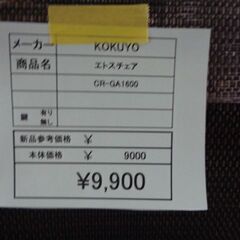 メーカー KOKUYO
商品名 エトスチェア
CR-GA1600
鍵 有り
無し
新品参考価格 ¥
本体価格 ¥ 9000
¥9,900